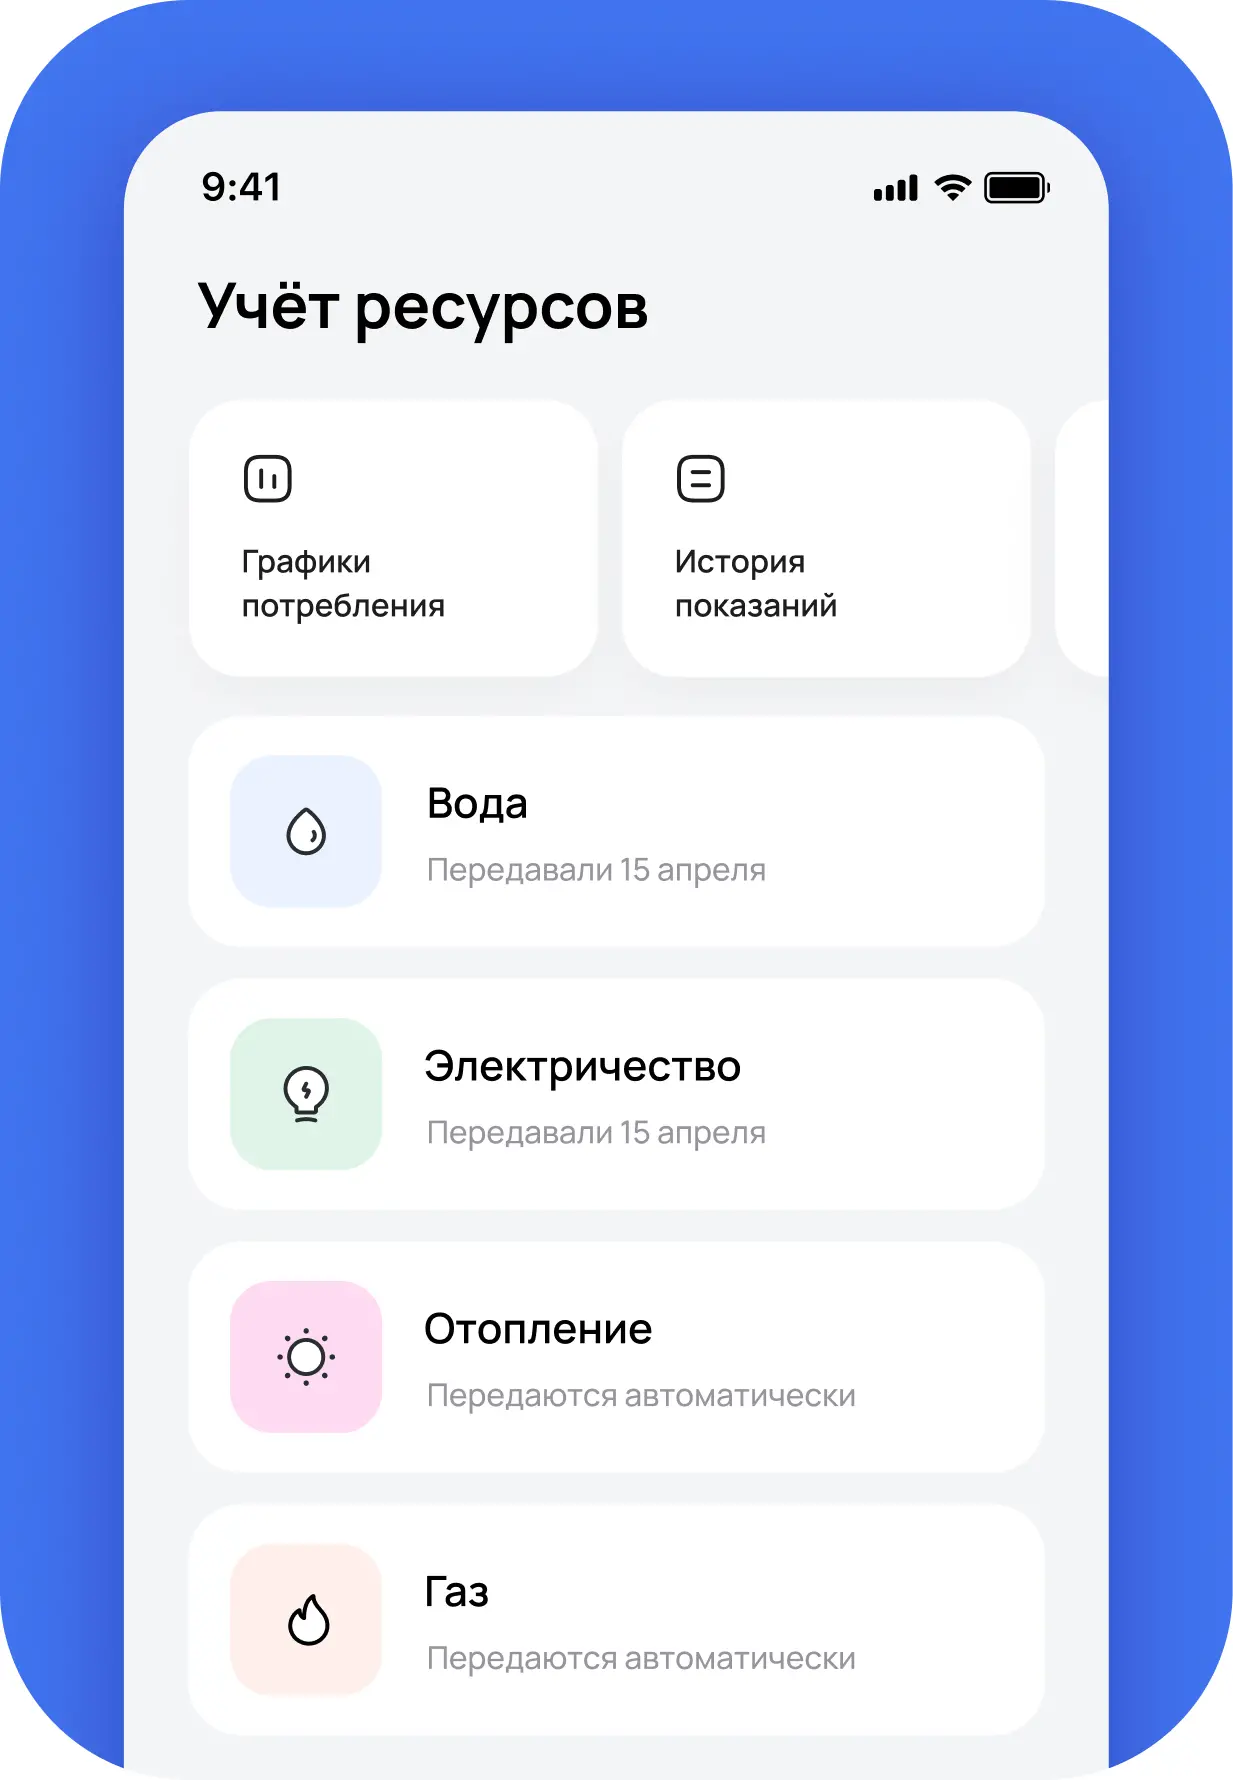 9:41
Учёт ресурсов
Графики
потребления
История
показаний
Вода
Передавали 15 апреля
Электричество
Передавали 15 апреля
Отопление
Передаются автоматически
Газ
Передаются автоматически